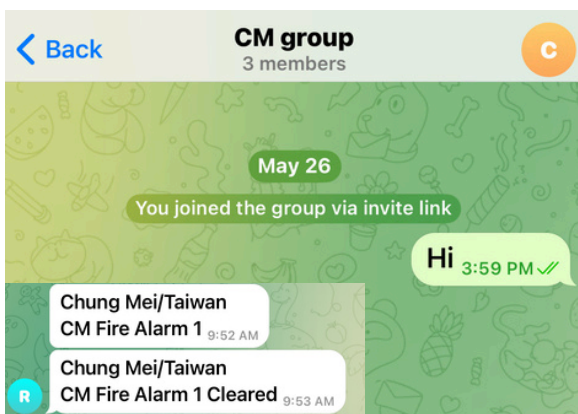 Back
CM group
3 members
C
May 26
You joined the group via invite link
Hi 3:59 PM
Chung Mei/Taiwan
CM Fire Alarm 1 9:52 AM
Chung Mei/Taiwan
CM Fire Alarm 1 Cleared 9:53 AM
R